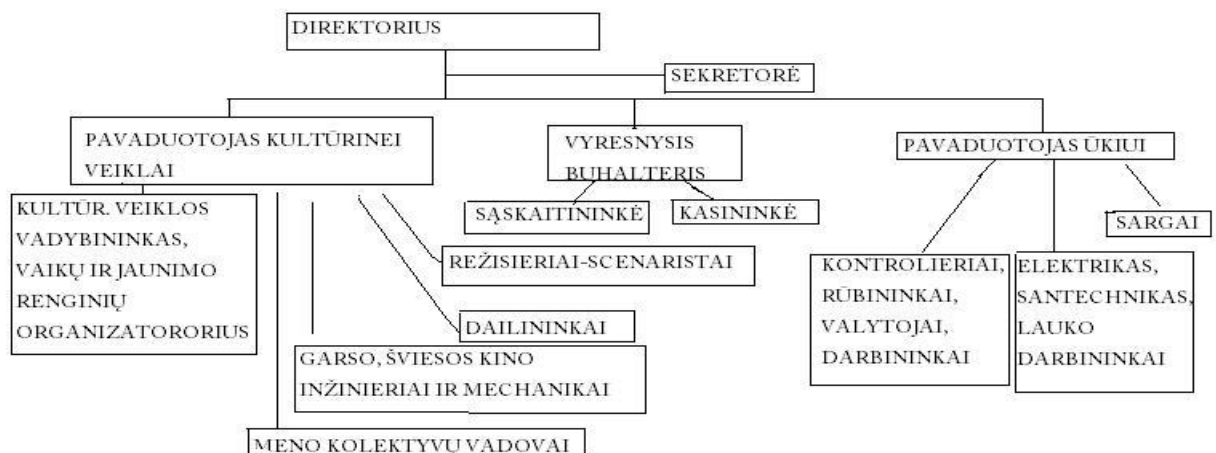 DIREKTORIUS
SEKRETORĖ
PAVADUOTOJAS KULTŪRINEI
VEIKLAI
VYRESNYSIS
BUHALTERIS
PAVADUOTOJAS ŪKIUI
KULTŪR. VEIKLOS
VADYBININKAS,
VAIKŲ IR JAUNIMO
RENGINIŲ
ORGANIZATORORIUS
SĄSKAITININKĖ
KASININKĖ
SARGAI
REŽISIERIAI-SCENARISTAI
KONTROLIERIAI,
RŪBININKAI,
VALYTOJAI,
DARBININKAI
ELEKTRIKAS,
SANTECHNIKAS,
LAUKO
DARBININKAI
DAILININKAI
GARSO, ŠVIESOS KINO
INŽINIERIAI IR MECHANIKAI
MENO KOLEKTYVŲ VADOVAI